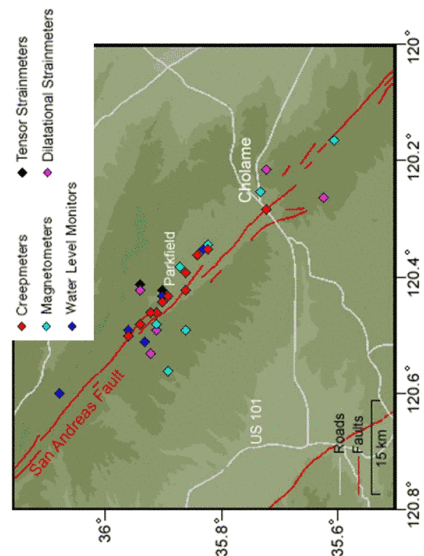 Creepmeters
Tensor Strainmeters
Magnetometers
Dilatational Strainmeters
Water Level Monitors
San Andreas Fault
Parkfield
Cholame
US 101
Roads
Faults
15 km
36°
35.8°
35.6°
120.8°
120.6°
120.4°
120.2°
120°